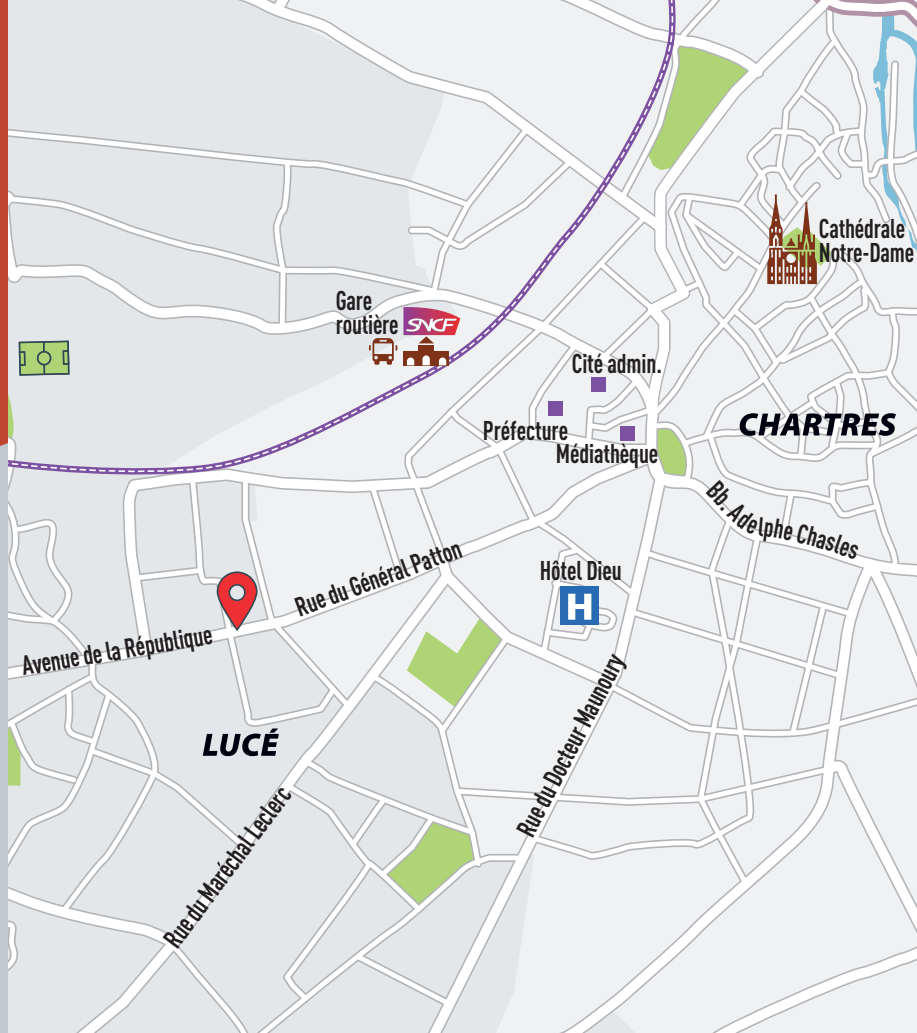 Cathédrale
Notre-Dame
Gare
routière
SNCF
Cité admin.
Préfecture
CHARTRES
Médiathèque
Bb. Adelphe Chasles
Rue du Général Patton
Hôtel Dieu
H
Avenue de la République
Rue du Docteur Maunoury
LUCÉ
Rue du Maréchal Leclerc